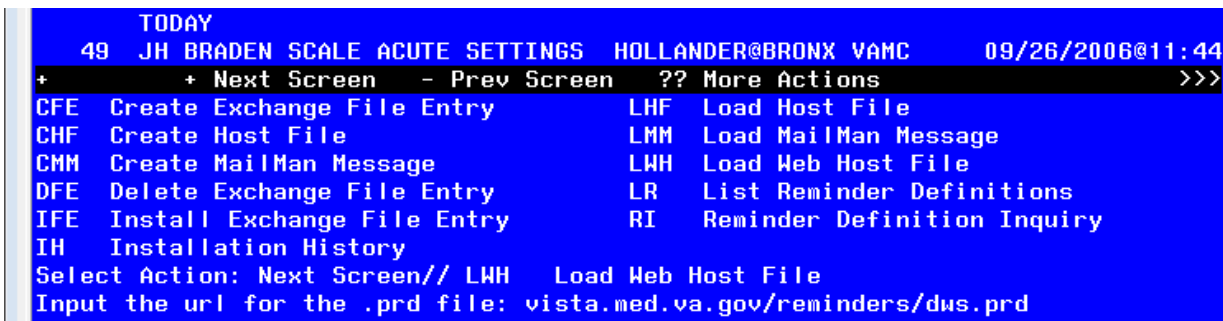 TODAY
49 JH BRADEN SCALE ACUTE SETTINGS HOLLANDER@BRONX VAMC 09/26/2006@11:44
+ + Next Screen - Prev Screen ?? More Actions >>>
CFE Create Exchange File Entry LHF Load Host File
CHF Create Host File LMM Load MailMan Message
CMM Create MailMan Message LWH Load Web Host File
DFE Delete Exchange File Entry LR List Reminder Definitions
IFE Install Exchange File Entry RI Reminder Definition Inquiry
IH Installation History
Select Action: Next Screen// LWH Load Web Host File
Input the url for the .prd file: vista.med.va.gov/reminders/dws.prd